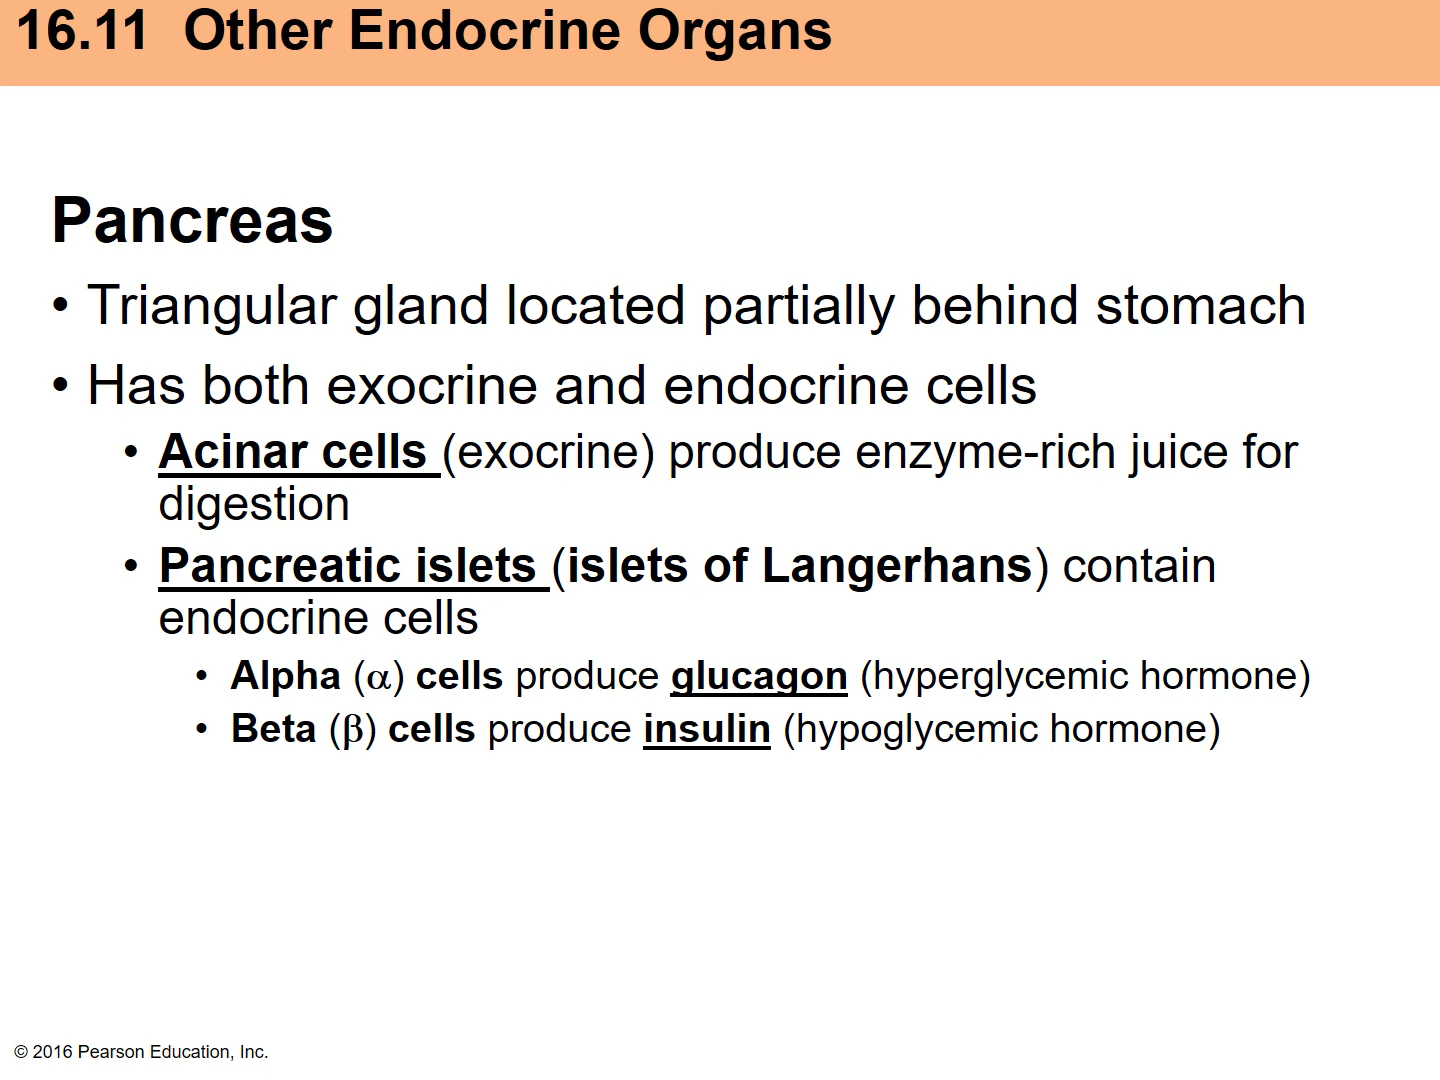 16.11 Other Endocrine Organs
Pancreas
• Triangular gland located partially behind stomach
• Has both exocrine and endocrine cells
• Acinar cells (exocrine) produce enzyme-rich juice for
digestion
• Pancreatic islets (islets of Langerhans) contain
endocrine cells
• Alpha (α) cells produce glucagon (hyperglycemic hormone)
• Beta (β) cells produce insulin (hypoglycemic hormone)
© 2016 Pearson Education, Inc.